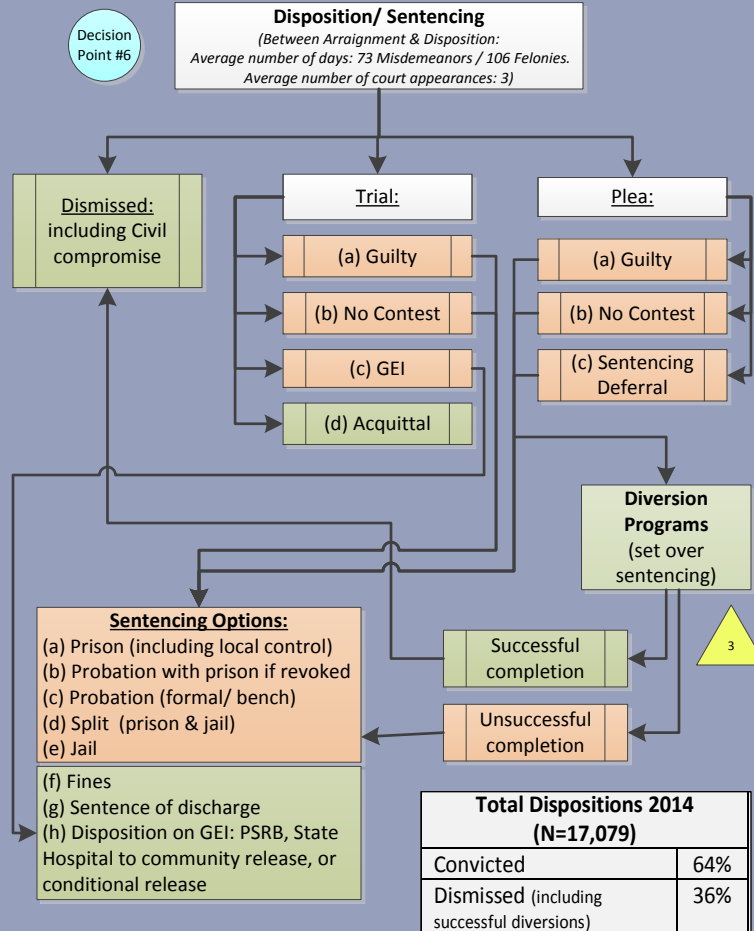 Decision
Point #6
Disposition/ Sentencing
(Between Arraignment & Disposition:
Average number of days: 73 Misdemeanors / 106 Felonies.
Average number of court appearances: 3)
Dismissed:
including Civil
compromise
Trial:
(a) Guilty
(b) No Contest
(c) GEI
(d) Acquittal
Plea:
(a) Guilty
(b) No Contest
(c) Sentencing
Deferral
Diversion
Programs
(set over
sentencing)
3
Successful
completion
Unsuccessful
completion
Sentencing Options:
(a) Prison (including local control)
(b) Probation with prison if revoked
(c) Probation (formal/ bench)
(d) Split (prison & jail)
(e) Jail
(f) Fines
(g) Sentence of discharge
(h) Disposition on GEI: PSRB, State
Hospital to community release, or
conditional release
Total Dispositions 2014
(N=17,079)
Convicted 64%
Dismissed (including 36%
successful diversions)